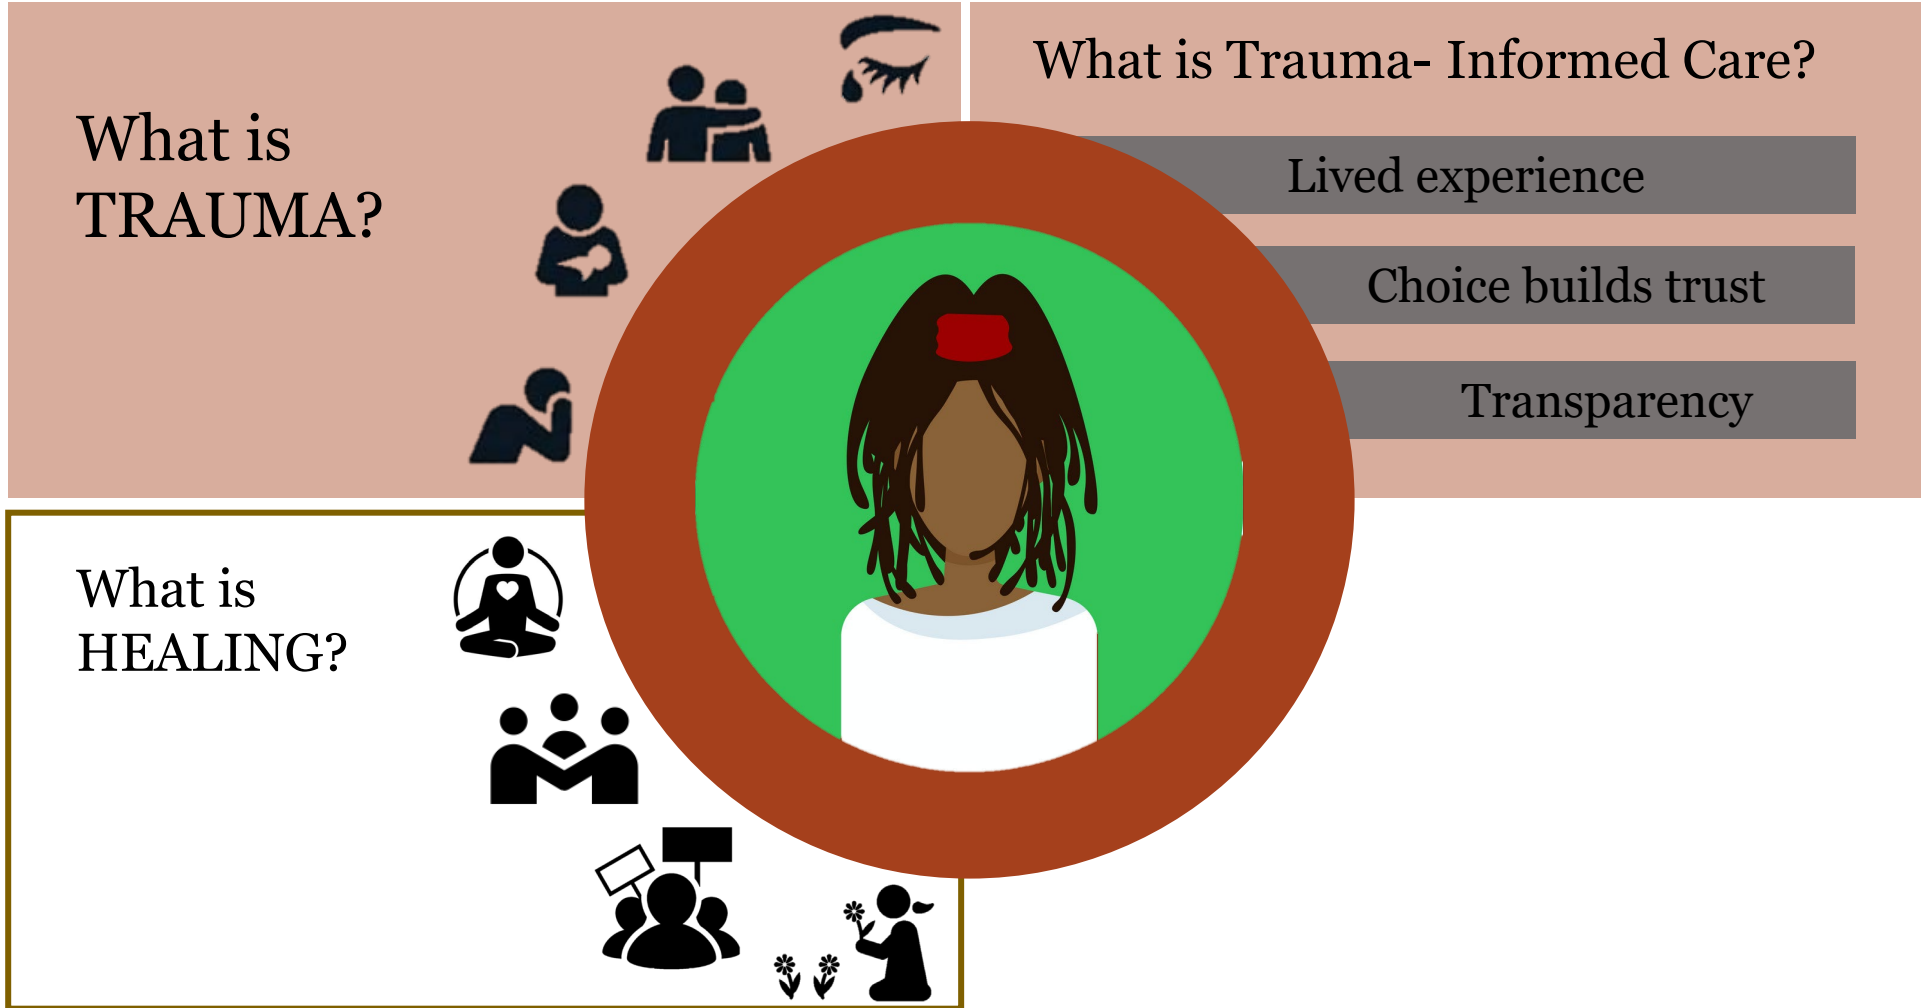 What is
TRAUMA?
What is Trauma- Informed Care?
Lived experience
Choice builds trust
Transparency
What is
HEALING?